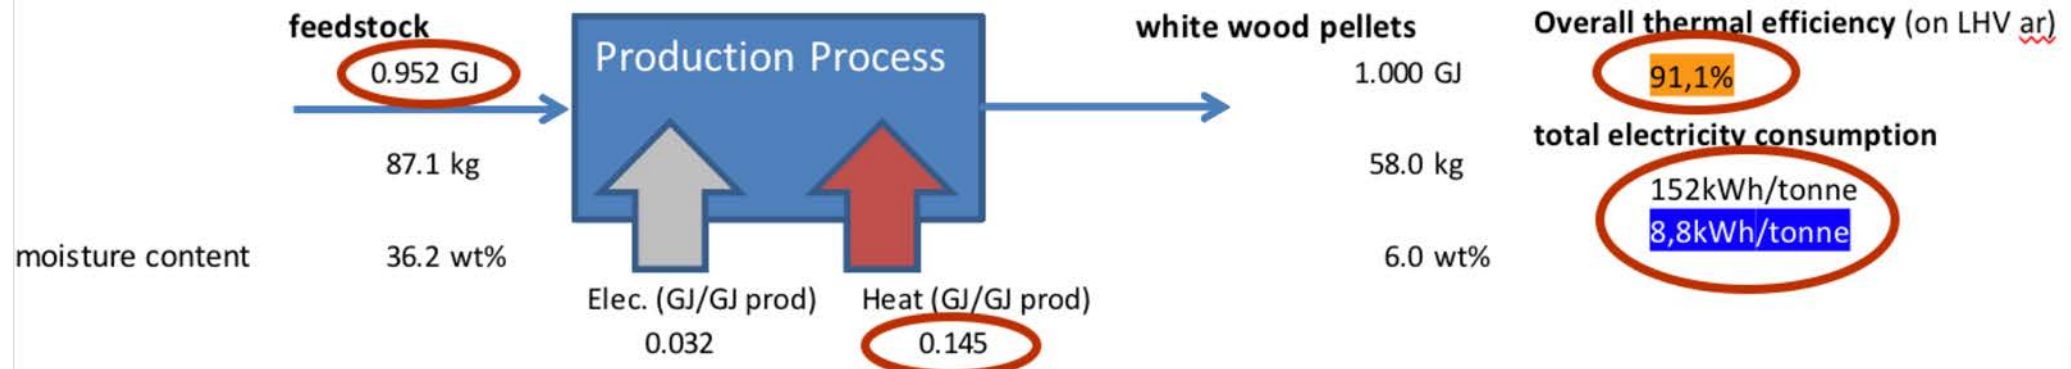 feedstock
0.952 GJ
87.1 kg
moisture content 36.2 wt%
Production Process
Elec. (GJ/GJ prod)
0.032
Heat (GJ/GJ prod)
0.145
white wood pellets
1.000 GJ
58.0 kg
6.0 wt%
Overall thermal efficiency (on LHV ar)
91,1%
total electricity consumption
152kWh/tonne
8,8kWh/tonne